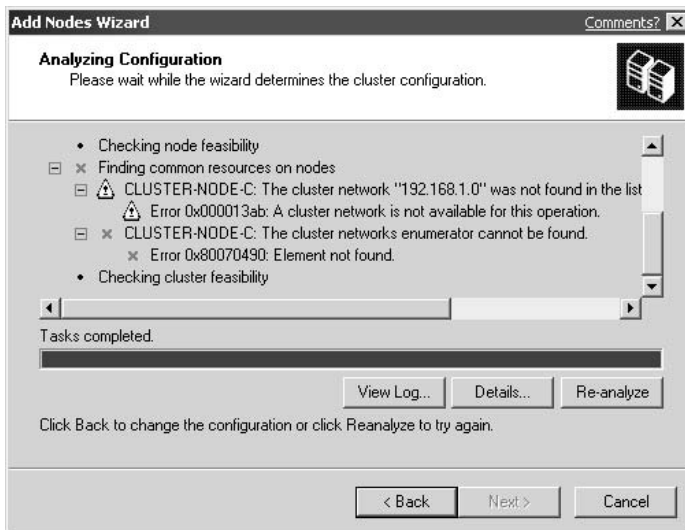 Add Nodes Wizard Comments?
Analyzing Configuration
Please wait while the wizard determines the cluster configuration.
Checking node feasibility
Finding common resources on nodes
CLUSTER-NODE-C: The cluster network "192.168.1.0" was not found in the list
Error 0x000013ab: A cluster network is not available for this operation.
CLUSTER-NODE-C: The cluster networks enumerator cannot be found.
Error 0x80070490: Element not found.
Checking cluster feasibility
Tasks completed.
View Log... Details... Re-analyze
Click Back to change the configuration or click Reanalyze to try again.
< Back Next > Cancel